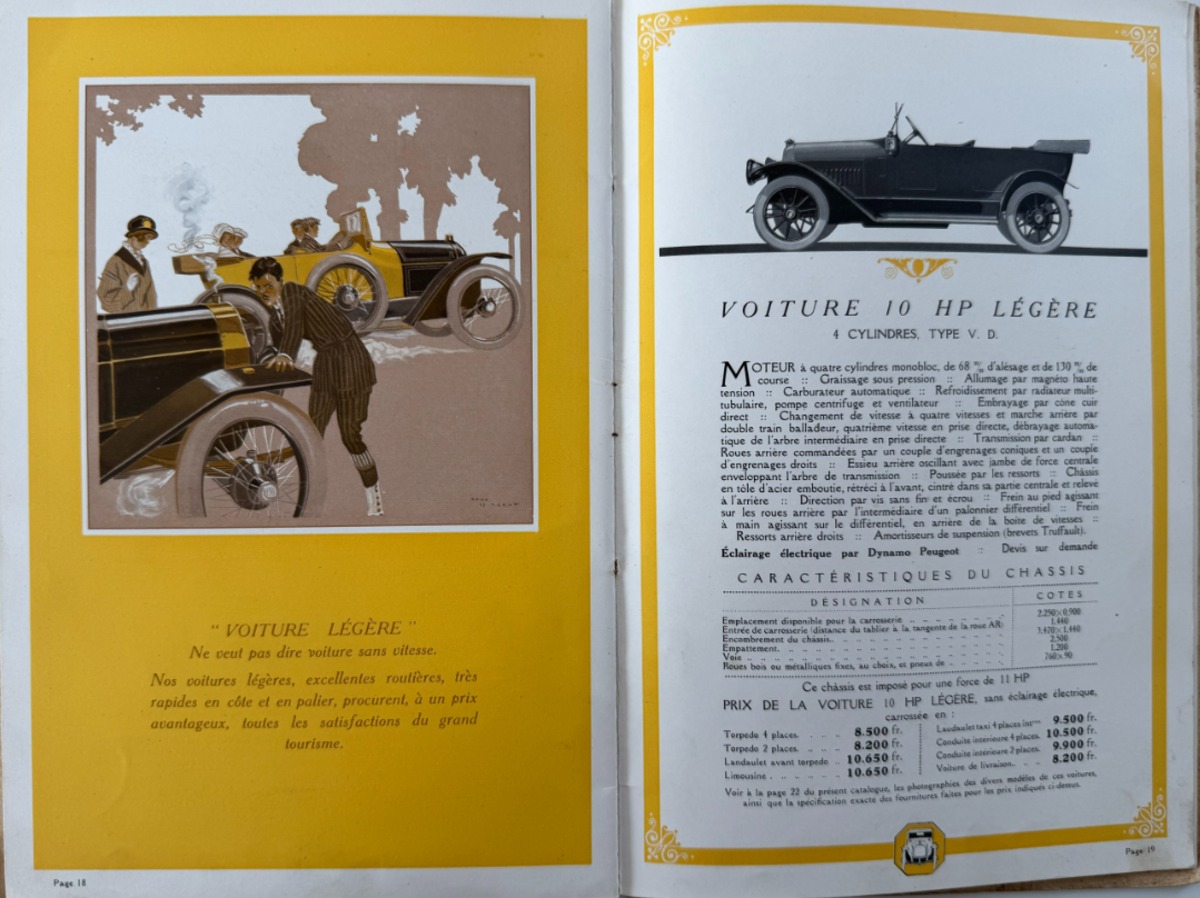 " VOITURE LÉGÈRE "
Ne veut pas dire voiture sans vitesse.
Nos voitures légères, excellentes routières, très
rapides en côte et en palier, procurent, à un prix
avantageux, toutes les satisfactions du grand
tourisme.
Page 18
VOITURE 10 HP LÉGÈRE
4 CYLINDRES, TYPE V. D.
MOTEUR à quatre cylindres monobloc, de 68 m/m d'alésage et de 130 m/m de
course :: Graissage sous pression :: Allumage par magnéto haute
tension :: Carburateur automatique :: Refroidissement par radiateur multi-
tubulaire, pompe centrifuge et ventilateur :: Embrayage par cône cuir
direct :: Changement de vitesse à quatre vitesses et marche arrière par
double train balladeur, quatrième vitesse en prise directe, débrayage automa-
tique de l'arbre intermédiaire en prise directe :: Transmission par cardan ::
Roues arrière commandées par un couple d'engrenages coniques et un couple
d'engrenages droits :: Essieu arrière oscillant avec jambe de force centrale
enveloppant l'arbre de transmission :: Poussée par les ressorts :: Châssis
en tôle d'acier emboutie, rétréci à l'avant, cintré dans sa partie centrale et relevé
à l'arrière :: Direction par vis sans fin et écrou :: Frein au pied agissant
sur les roues arrière par l'intermédiaire d'un palonnier différentiel :: Frein
à main agissant sur le différentiel, en arrière de la boîte de vitesses ::
Ressorts arrière droits :: Amortisseurs de suspension (brevets Truffault).
Éclairage électrique par Dynamo Peugeot :: Devis sur demande
CARACTÉRISTIQUES DU CHASSIS
DÉSIGNATION COTES
Emplacement disponible pour la carrosserie 2.250×0.900
Entrée de carrosserie (distance du tablier à la tangente de la roue AR) 1.440
Encombrement du châssis. 3.420×1.440
Empattement. 2.500
Voie 1.200
Roues bois ou métalliques fixes, au choix, et pneus de 760×90
Ce châssis est imposé pour une force de 11 HP
PRIX DE LA VOITURE 10 HP LÉGÈRE, sans éclairage électrique,
carrossée en :
Torpedo 4 places. 8.500 fr. Landaulet taxi 4 places intres 9.500 fr.
Torpedo 2 places. 8.200 fr. Conduite intérieure 4 places. 10.500 fr.
Landaulet avant torpedo 10.650 fr. Conduite intérieure 2 places. 9.900 fr.
Limousine 10.650 fr. Voiture de livraison. 8.200 fr.
Voir à la page 22 du présent catalogue, les photographies des divers modèles de ces voitures,
ainsi que la spécification exacte des fournitures faites pour les prix indiqués ci-dessus.
Page 19